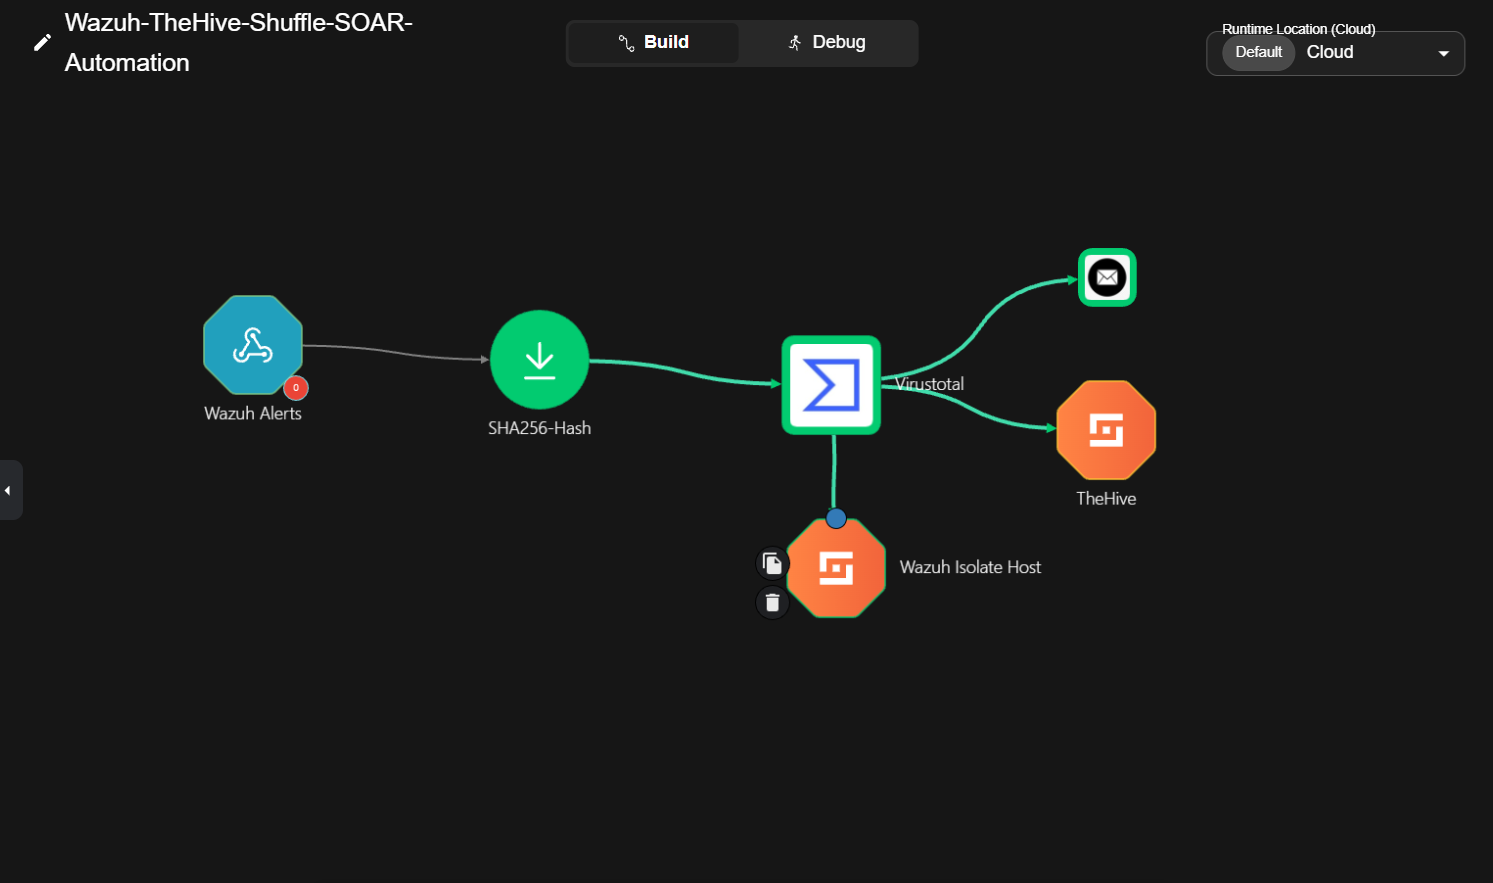 Wazuh-TheHive-Shuffle-SOAR-
Automation
Build
Debug
Runtime Location (Cloud)
Default
Cloud
0
Wazuh Alerts
SHA256-Hash
Virustotal
TheHive
Wazuh Isolate Host